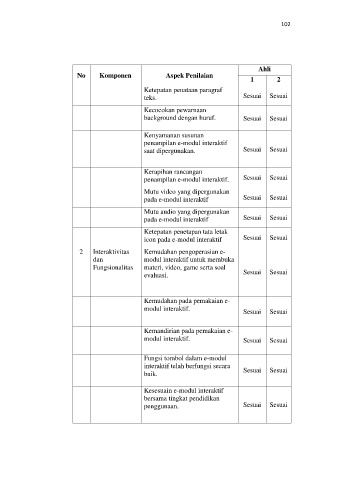 102
No Komponen Aspek Penilaian Ahli
1 2
Ketepatan penataan paragraf
teks. Sesuai Sesuai
Kecocokan pewarnaan
background dengan huruf. Sesuai Sesuai
Kenyamanan susunan
penampilan e-modul interaktif
saat dipergunakan. Sesuai Sesuai
Kerapihan rancangan
penampilan e-modul interaktif. Sesuai Sesuai
Mutu video yang dipergunakan
pada e-modul interaktif Sesuai Sesuai
Mutu audio yang dipergunakan
pada e-modul interaktif Sesuai Sesuai
Ketepatan penetapan tata letak
icon pada e-modul interaktif Sesuai Sesuai
2 Interaktivitas Kemudahan pengoperasian e-
dan modul interaktif untuk membuka
Fungsionalitas materi, video, game serta soal
evaluasi. Sesuai Sesuai
Kemudahan pada pemakaian e-
modul interaktif. Sesuai Sesuai
Kemandirian pada pemakaian e-
modul interaktif. Sesuai Sesuai
Fungsi tombol dalam e-modul
interaktif telah berfungsi secara
baik. Sesuai Sesuai
Kesesuain e-modul interaktif
bersama tingkat pendidikan
penggunaan. Sesuai Sesuai